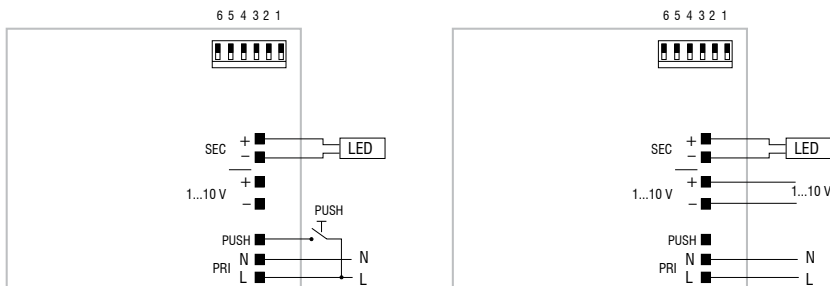 6 5 4 3 2 1
SEC + LED
−
1...10 V +
−
PUSH
PUSH
PRI N N
L L
6 5 4 3 2 1
SEC + LED
−
1...10 V + 1...10 V
−
PUSH
PRI N N
L L